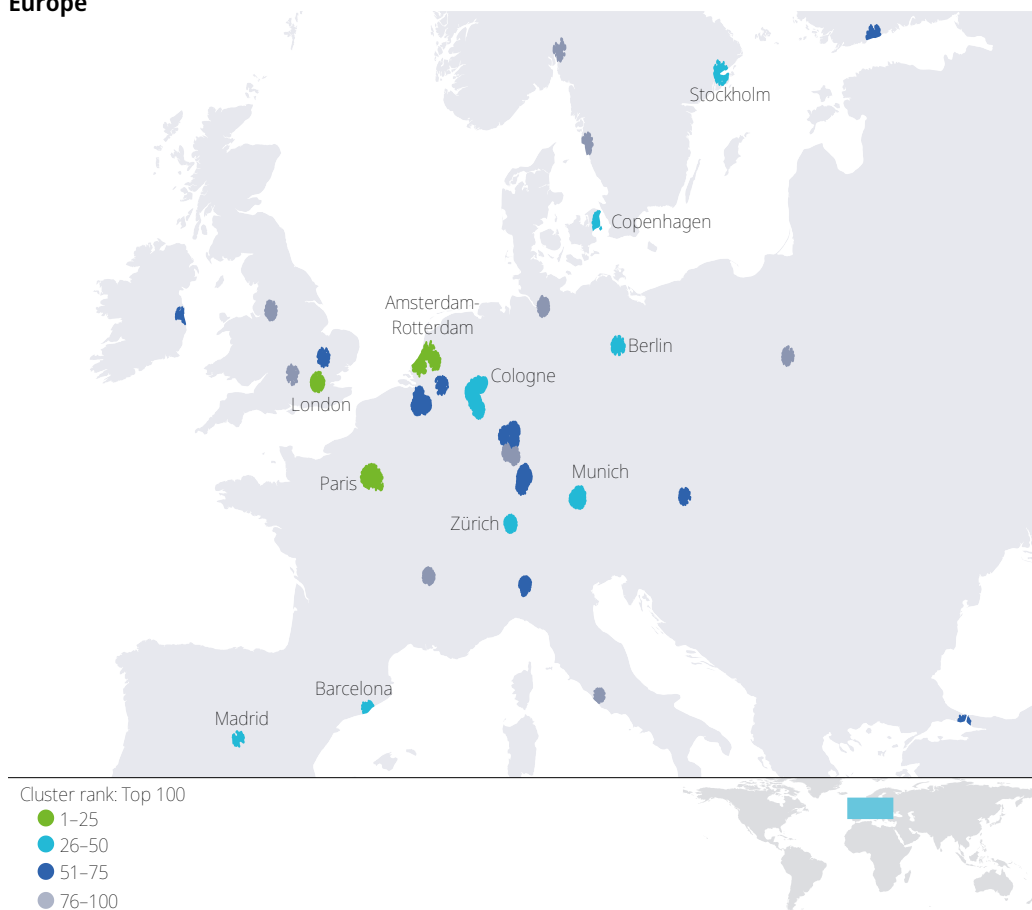 Europe
Stockholm
Copenhagen
Amsterdam-
Rotterdam
Berlin
Cologne
London
Munich
Paris
Zürich
Barcelona
Madrid
Cluster rank: Top 100
1–25
26–50
51–75
76–100